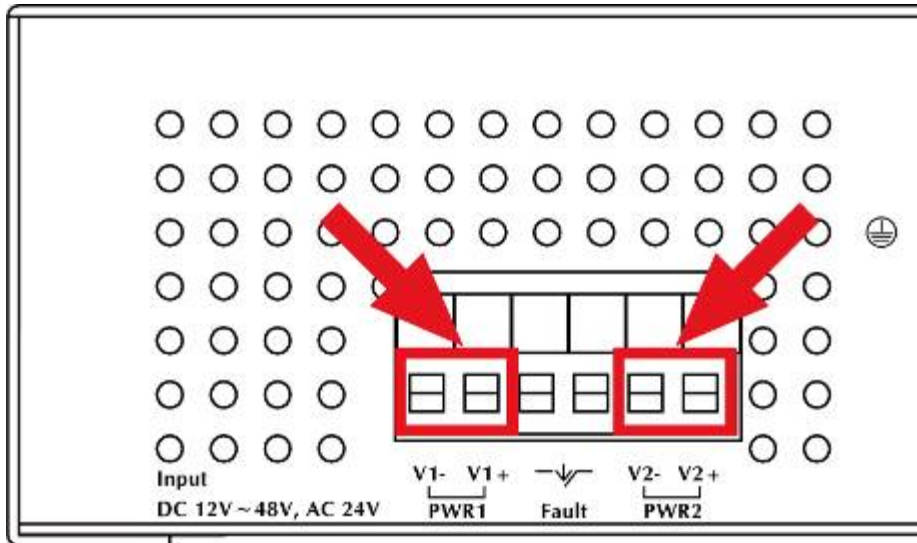 Input
DC 12V~48V, AC 24V
V1- V1+ V2- V2+
PWR1 Fault PWR2